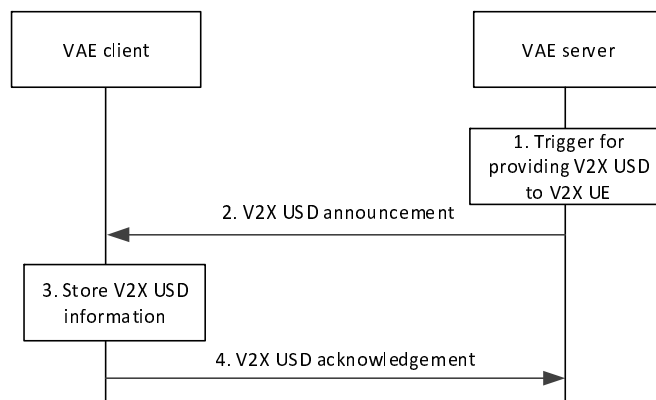 VAE client
VAE server
1. Trigger for
providing V2X USD
to V2X UE
2. V2X USD announcement
3. Store V2X USD
information
4. V2X USD acknowledgement